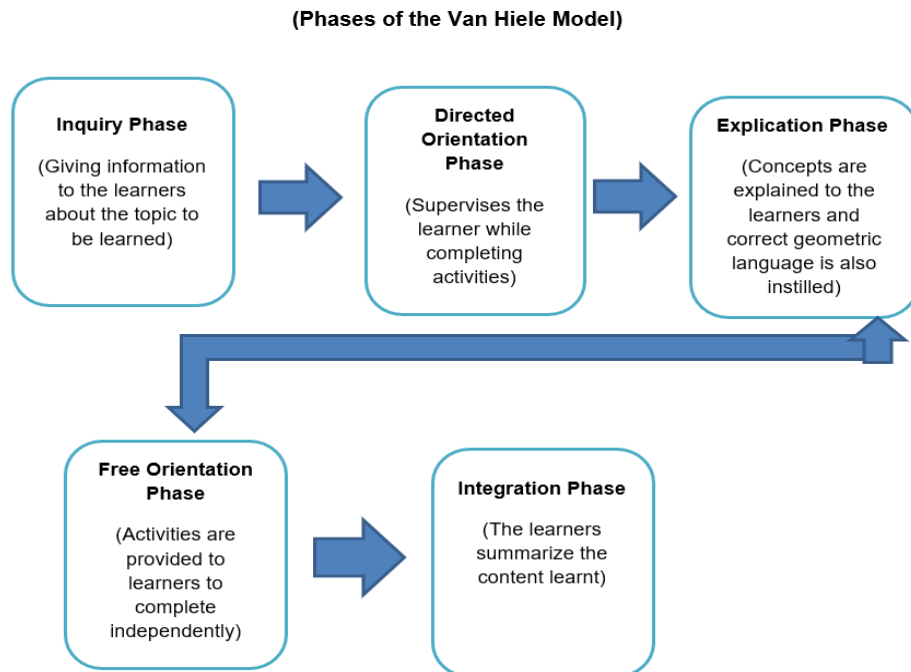 (Phases of the Van Hiele Model)
Inquiry Phase
(Giving information
to the learners
about the topic to
be learned)
Directed
Orientation
Phase
(Supervises the
learner while
completing
activities)
Explication Phase
(Concepts are
explained to the
learners and
correct geometric
language is also
instilled)
Free Orientation
Phase
(Activities are
provided to
learners to
complete
independently)
Integration Phase
(The learners
summarize the
content learnt)